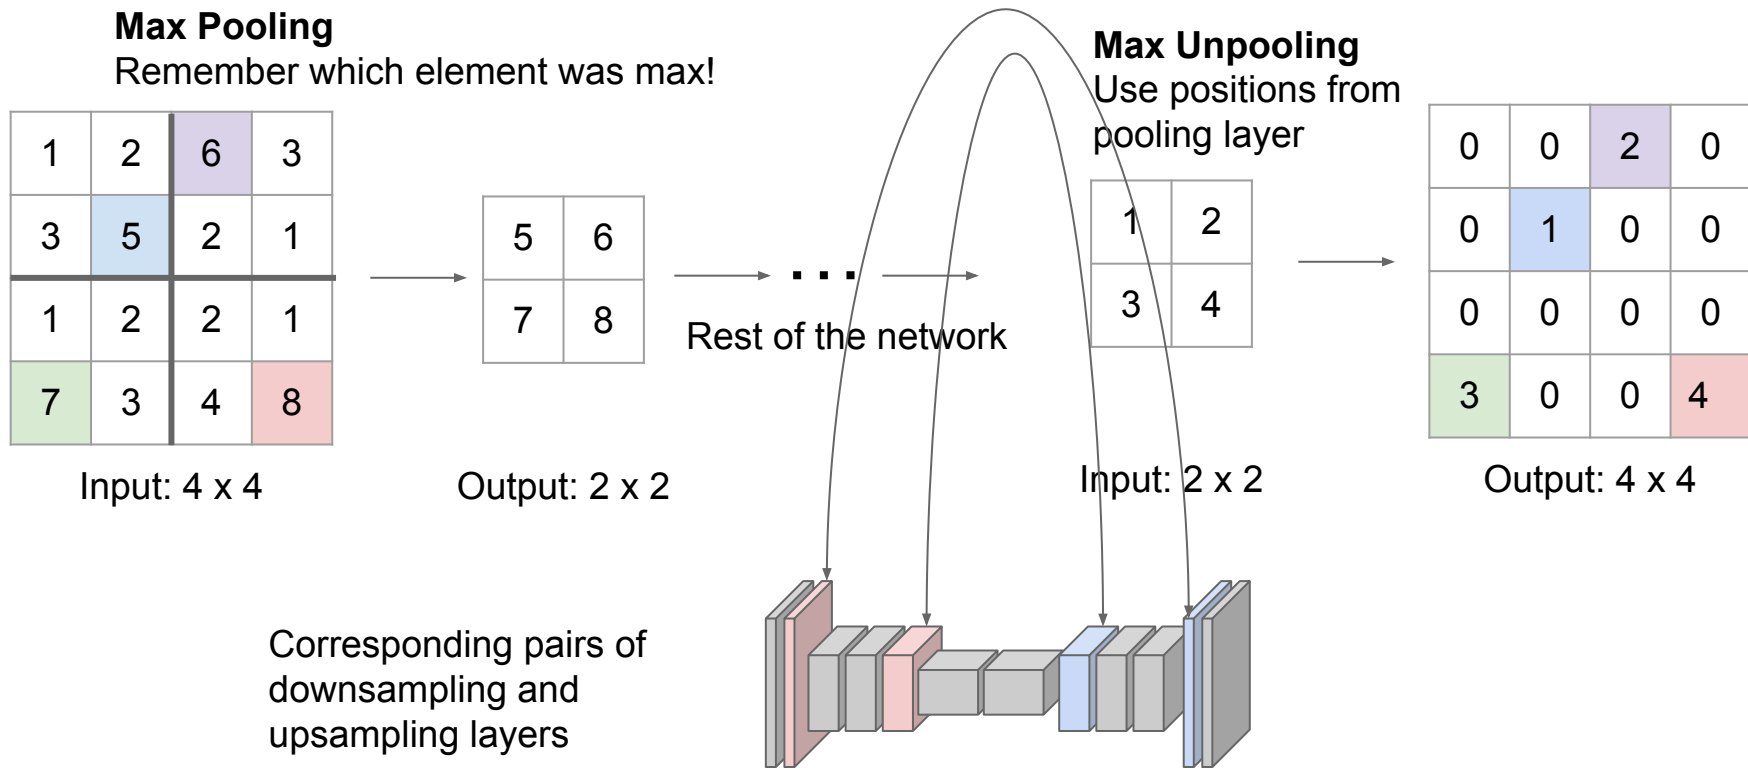 Max Pooling
Remember which element was max!
1 2 6 3
3 5 2 1
1 2 2 1
7 3 4 8
Input: 4 x 4
5 6
7 8
Output: 2 x 2
...
Rest of the network
Max Unpooling
Use positions from
pooling layer
1 2
3 4
Input: 2 x 2
0 0 2 0
0 1 0 0
0 0 0 0
3 0 0 4
Output: 4 x 4
Corresponding pairs of
downsampling and
upsampling layers